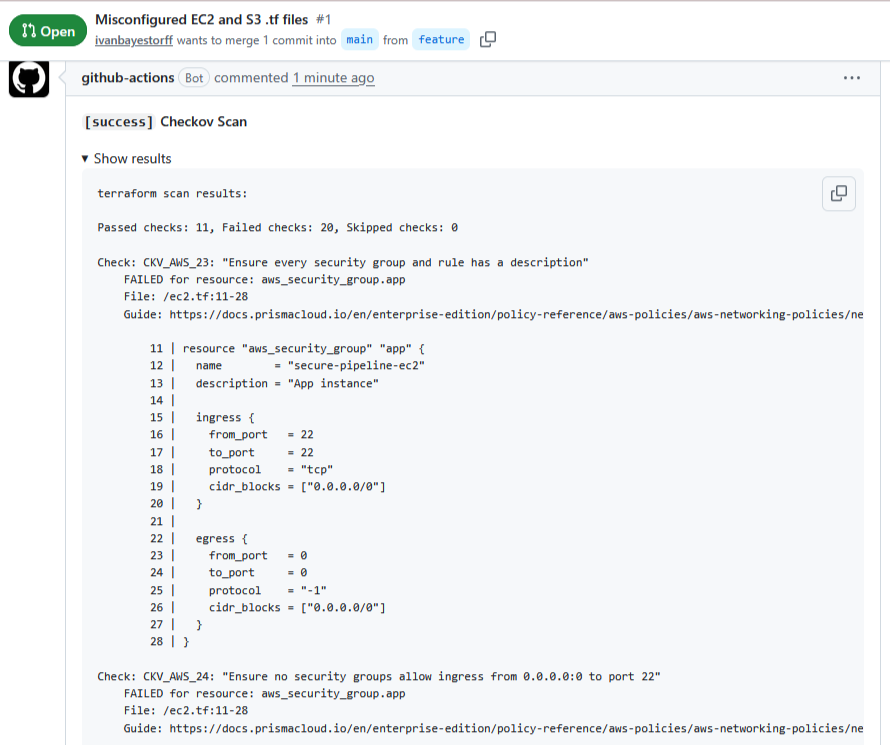 Open
Misconfigured EC2 and S3 .tf files #1
ivanbayestorff wants to merge 1 commit into main from feature
github-actions Bot commented 1 minute ago
[success] Checkov Scan
Show results
terraform scan results:
Passed checks: 11, Failed checks: 20, Skipped checks: 0
Check: CKV_AWS_23: "Ensure every security group and rule has a description"
FAILED for resource: aws_security_group.app
File: /ec2.tf:11-28
Guide: https://docs.prismacloud.io/en/enterprise-edition/policy-reference/aws-policies/aws-networking-policies/ne
11 | resource "aws_security_group" "app" {
12 |   name        = "secure-pipeline-ec2"
13 |   description = "App instance"
14 |
15 |   ingress {
16 |     from_port   = 22
17 |     to_port     = 22
18 |     protocol    = "tcp"
19 |     cidr_blocks = ["0.0.0.0/0"]
20 |   }
21 |
22 |   egress {
23 |     from_port   = 0
24 |     to_port     = 0
25 |     protocol    = "-1"
26 |     cidr_blocks = ["0.0.0.0/0"]
27 |   }
28 | }
Check: CKV_AWS_24: "Ensure no security groups allow ingress from 0.0.0.0:0 to port 22"
FAILED for resource: aws_security_group.app
File: /ec2.tf:11-28
Guide: https://docs.prismacloud.io/en/enterprise-edition/policy-reference/aws-policies/aws-networking-policies/ne